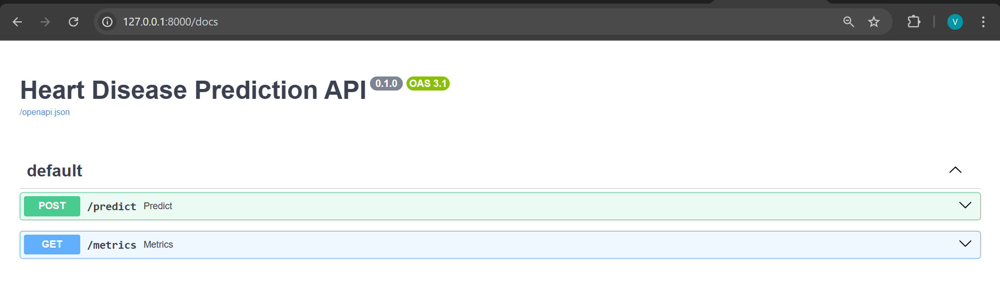 127.0.0.1:8000/docs
V
Heart Disease Prediction API 0.1.0 OAS 3.1
/openapi.json
default
POST /predict Predict
GET /metrics Metrics